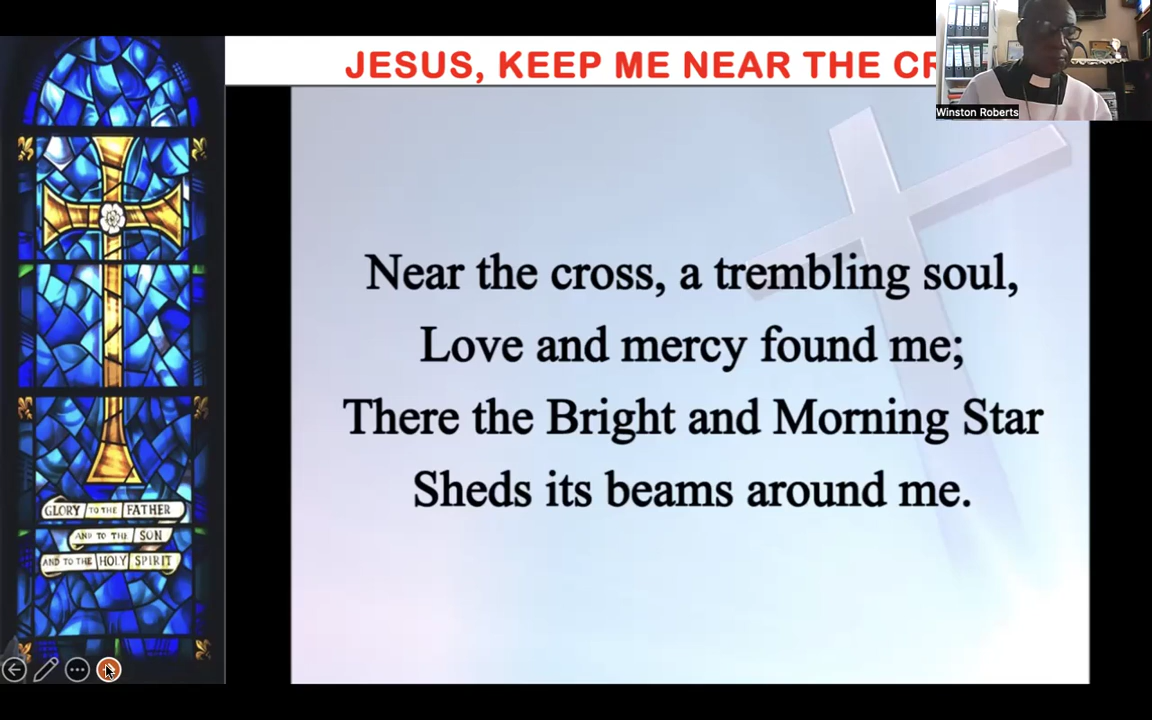 JESUS, KEEP ME NEAR THE
Winston Roberts
Near the cross, a trembling soul,
Love and mercy found me;
There the Bright and Morning Star
Sheds its beams around me.
GLORY TO THE FATHER
AND TO THE SON
AND TO THE HOLY SPIRIT